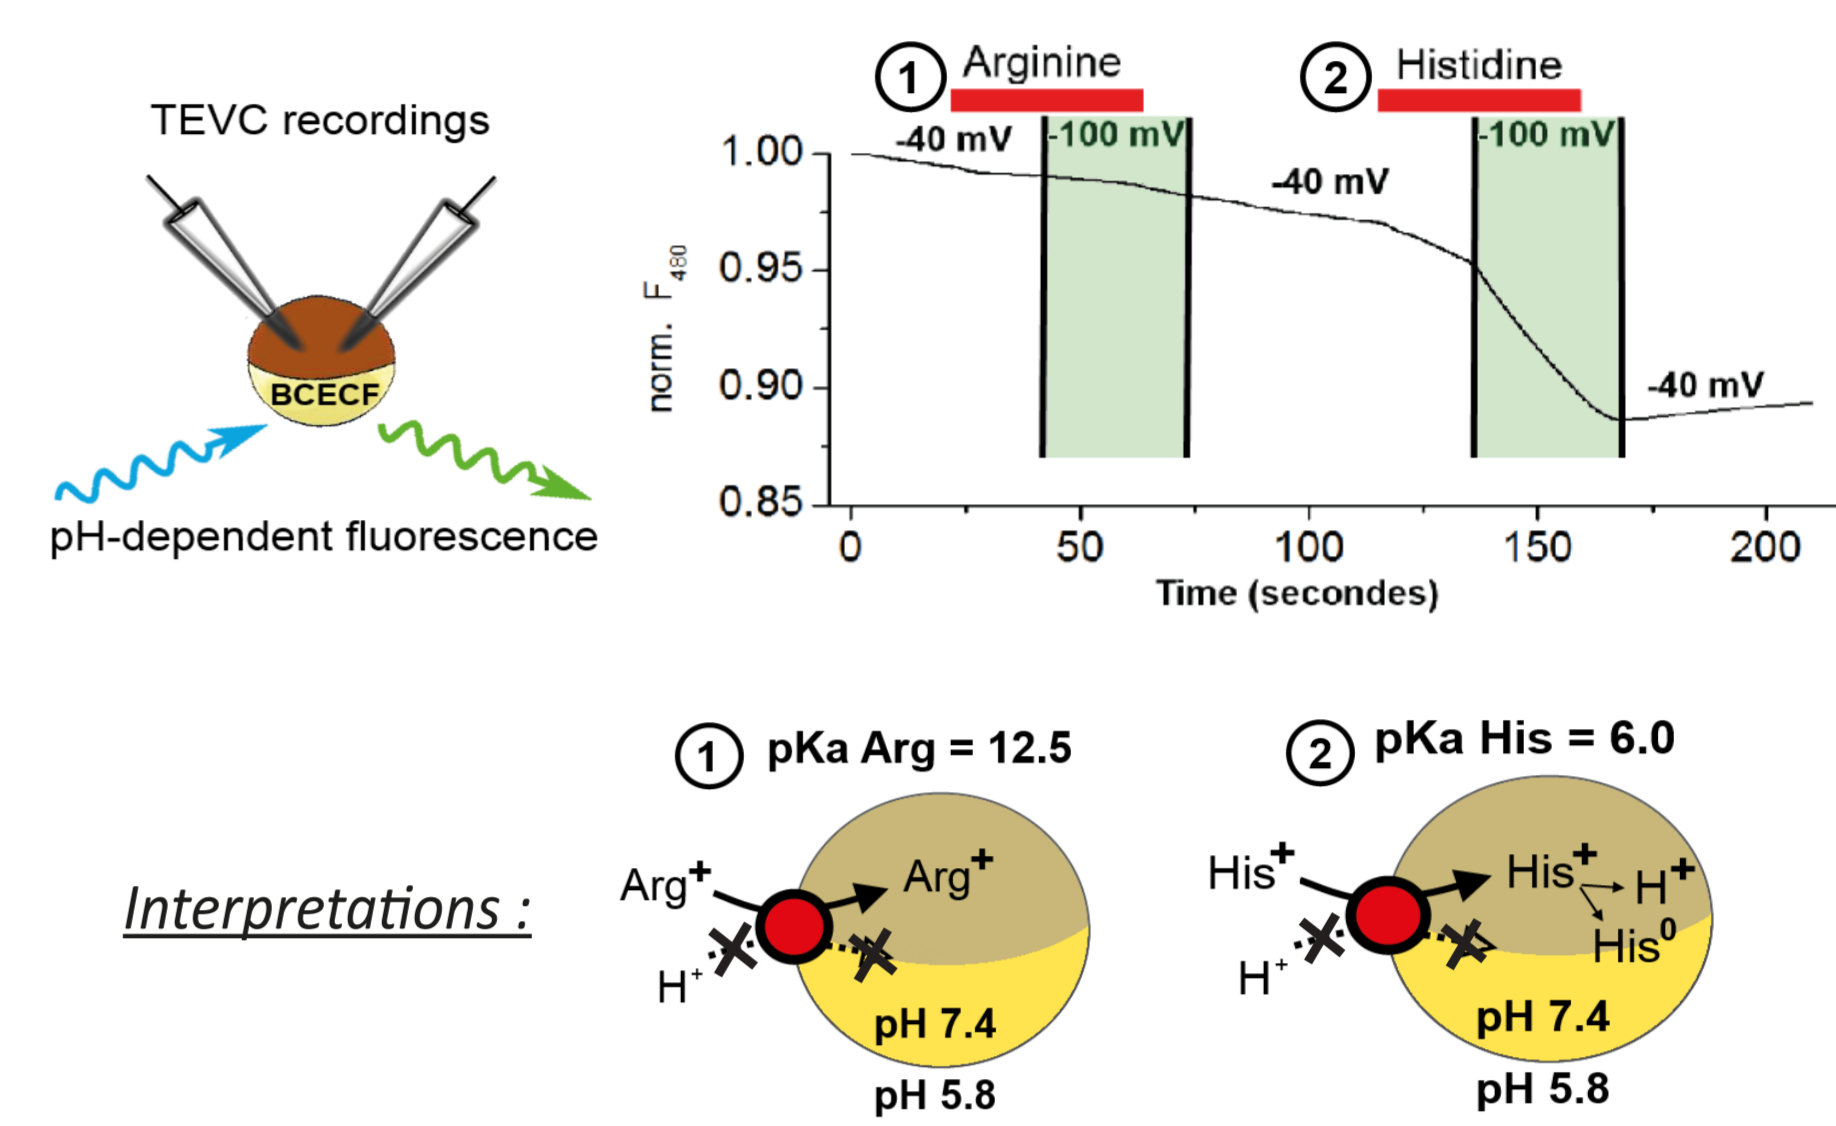 TEVC recordings
BCECF
pH-dependent fluorescence
1 Arginine
2 Histidine
-40 mV
-100 mV
-40 mV
-100 mV
-40 mV
norm. F480
1.00
0.95
0.90
0.85
0 50 100 150 200
Time (secondes)
Interpretations :
1 pKa Arg = 12.5
Arg+
Arg+
H+
pH 7.4
pH 5.8
2 pKa His = 6.0
His+
His+
H+
His0
H+
pH 7.4
pH 5.8